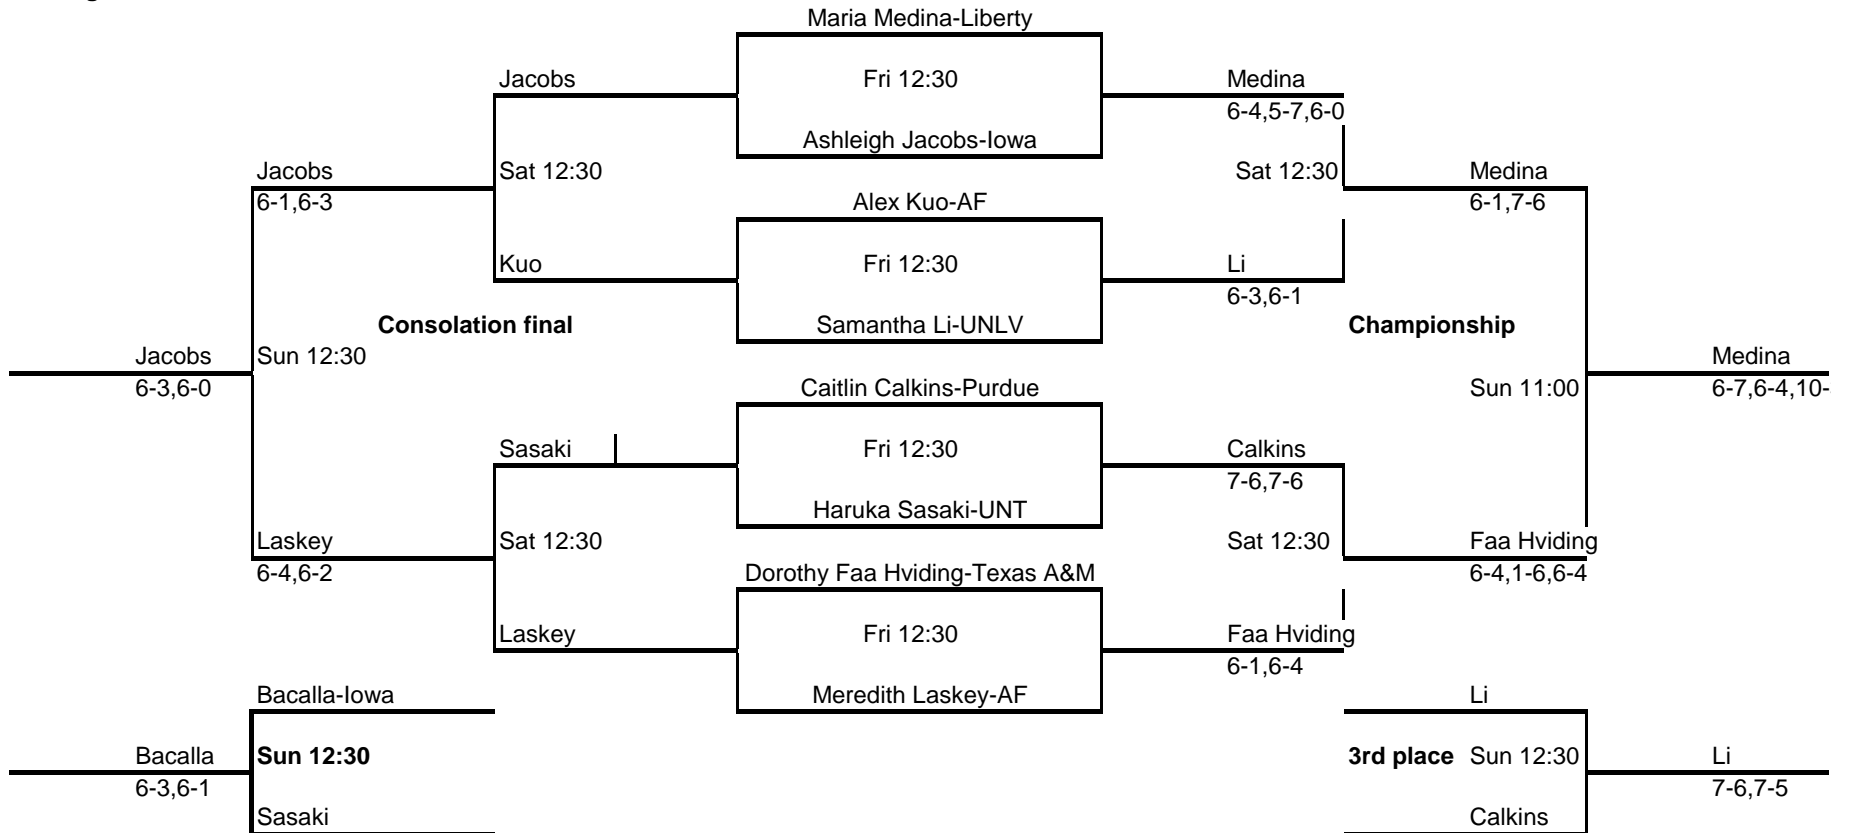 Maria Medina-Liberty
Jacobs Fri 12:30 Medina
6-4,5-7,6-0
Ashleigh Jacobs-Iowa
Jacobs Sat 12:30 Sat 12:30 Medina
6-1,6-3 Alex Kuo-AF 6-1,7-6
Kuo Fri 12:30 Li
6-3,6-1
Consolation final Samantha Li-UNLV Championship
Jacobs Sun 12:30 Medina
6-3,6-0 Caitlin Calkins-Purdue Sun 11:00 6-7,6-4,10-
Sasaki Fri 12:30 Calkins
7-6,7-6
Haruka Sasaki-UNT
Laskey Sat 12:30 Sat 12:30 Faa Hviding
6-4,6-2 Dorothy Faa Hviding-Texas A&M 6-4,1-6,6-4
Laskey Fri 12:30 Faa Hviding
6-1,6-4
Bacalla-Iowa Meredith Laskey-AF Li
Bacalla Sun 12:30 3rd place Sun 12:30 Li
6-3,6-1 7-6,7-5
Sasaki Calkins